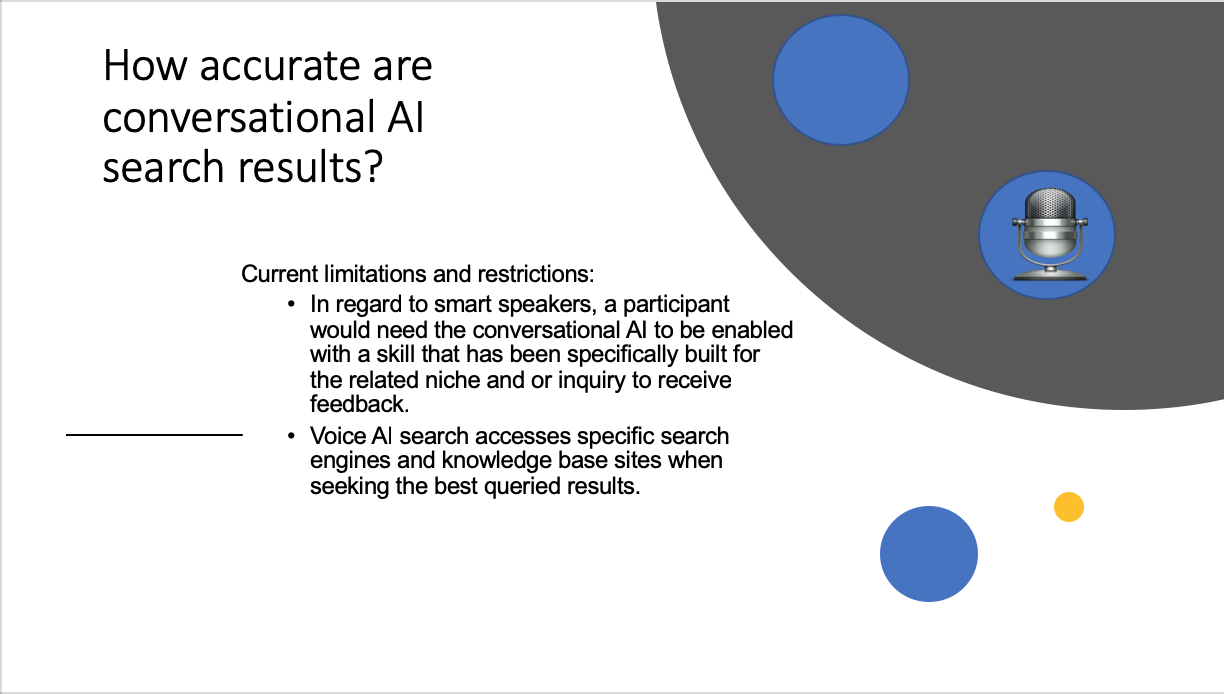 How accurate are
conversational AI
search results?
Current limitations and restrictions:
• In regard to smart speakers, a participant
would need the conversational AI to be enabled
with a skill that has been specifically built for
the related niche and or inquiry to receive
feedback.
• Voice AI search accesses specific search
engines and knowledge base sites when
seeking the best queried results.